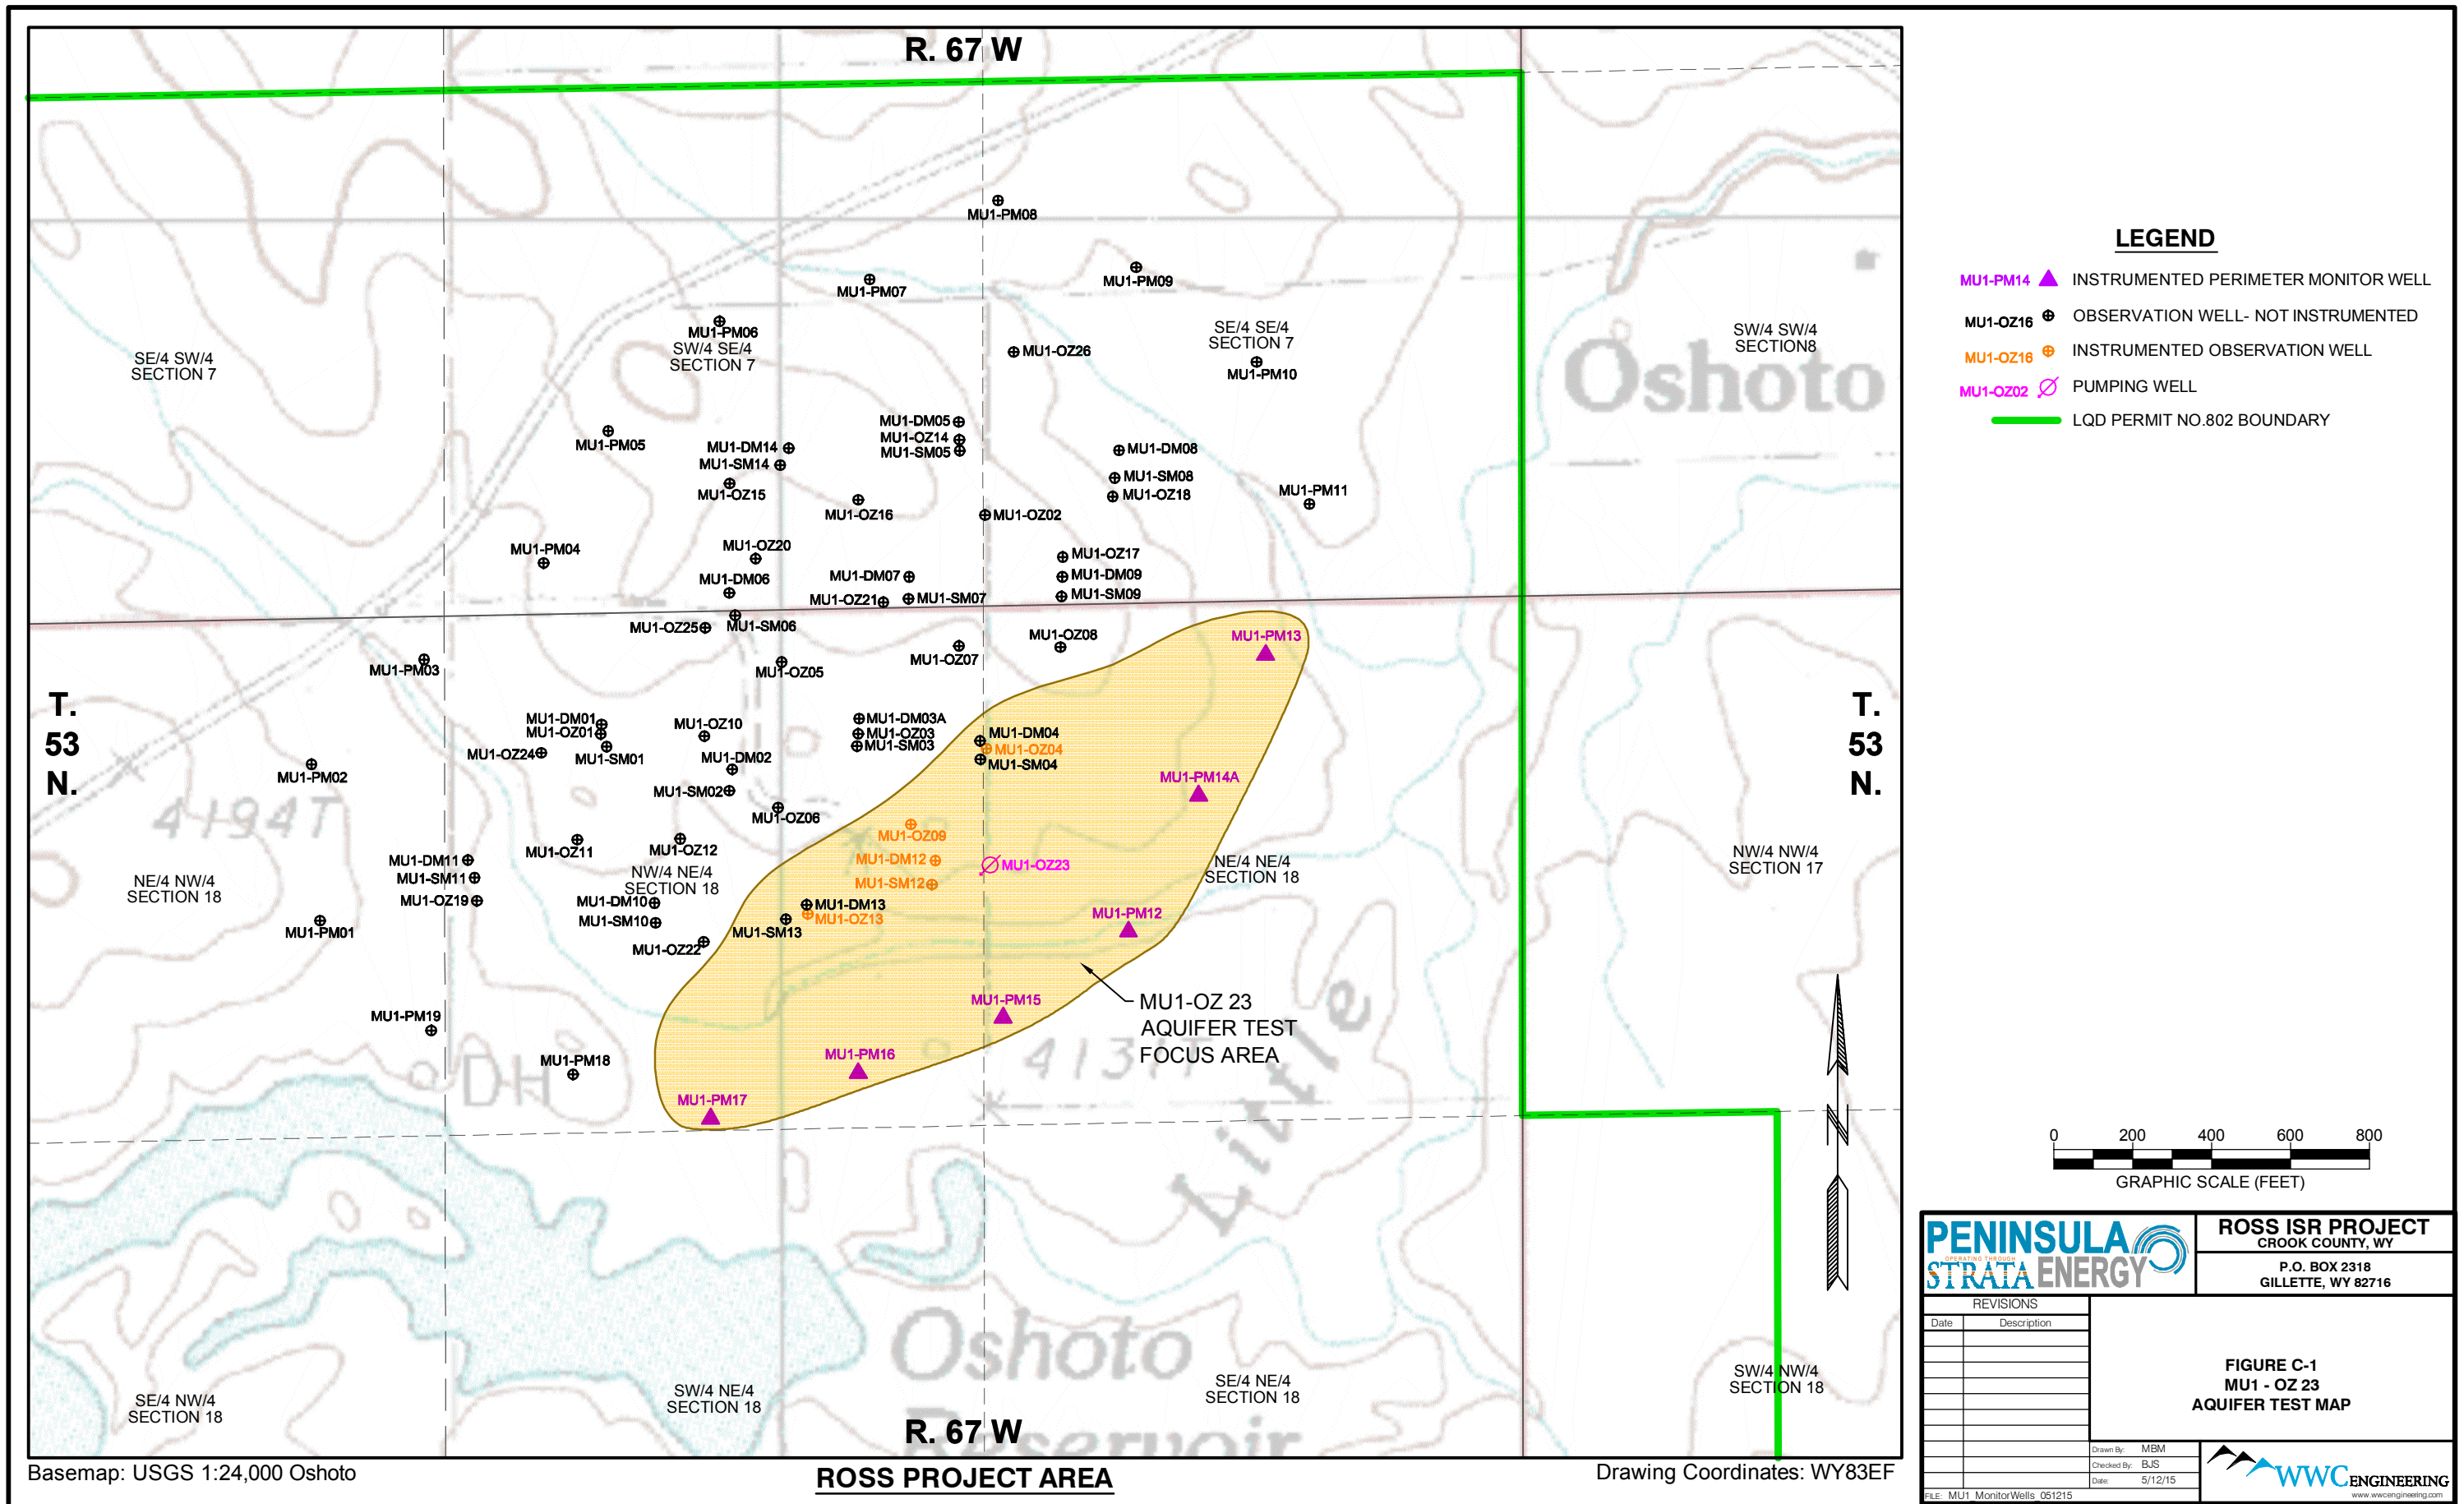 R. 67 W
MU1-PM08
MU1-PM09
MU1-PM07
MU1-PM06
SW/4 SE/4
SECTION 7
SE/4 SE/4
SECTION 7
MU1-PM10
SW/4 SW/4
SECTION8
SE/4 SW/4
SECTION 7
MU1-OZ26
Oshoto
MU1-PM05
MU1-DM05
MU1-OZ14
MU1-SM05
MU1-DM14
MU1-SM14
MU1-OZ15
MU1-DM08
MU1-SM08
MU1-OZ18
MU1-PM11
MU1-OZ16
MU1-OZ02
MU1-PM04
MU1-OZ20
MU1-DM06
MU1-DM07
MU1-OZ21
MU1-SM07
MU1-OZ17
MU1-DM09
MU1-SM09
MU1-OZ25
MU1-SM06
MU1-OZ08
MU1-PM13
MU1-PM03
MU1-OZ05
MU1-OZ07
T.
53
N.
T.
53
N.
MU1-DM01
MU1-OZ01
MU1-SM01
MU1-OZ24
MU1-OZ10
MU1-DM02
MU1-SM02
MU1-DM03A
MU1-OZ03
MU1-SM03
MU1-DM04
MU1-OZ04
MU1-SM04
MU1-PM02
MU1-PM14A
4194T
MU1-OZ06
MU1-OZ09
MU1-OZ11
MU1-OZ12
MU1-DM11
MU1-SM11
MU1-OZ19
NW/4 NE/4
SECTION 18
MU1-DM12
MU1-SM12
MU1-OZ23
NE/4 NE/4
SECTION 18
NW/4 NW/4
SECTION 17
NE/4 NW/4
SECTION 18
MU1-DM10
MU1-SM10
MU1-DM13
MU1-OZ13
MU1-SM13
MU1-PM12
MU1-PM01
MU1-OZ22
MU1-PM15
MU1-OZ 23
AQUIFER TEST
FOCUS AREA
MU1-PM19
MU1-PM18
MU1-PM16
MU1-PM17
DH
4131T
Little
Oshoto
Reservoir
SE/4 NW/4
SECTION 18
SW/4 NE/4
SECTION 18
SE/4 NE/4
SECTION 18
SW/4 NW/4
SECTION 18
R. 67 W
Basemap: USGS 1:24,000 Oshoto
ROSS PROJECT AREA
Drawing Coordinates: WY83EF
LEGEND
MU1-PM14 INSTRUMENTED PERIMETER MONITOR WELL
MU1-OZ16 OBSERVATION WELL- NOT INSTRUMENTED
MU1-OZ16 INSTRUMENTED OBSERVATION WELL
MU1-OZ02 PUMPING WELL
LQD PERMIT NO.802 BOUNDARY
N
0 200 400 600 800
GRAPHIC SCALE (FEET)
PENINSULA
ENERGY
OPERATING THROUGH
STRATA
ROSS ISR PROJECT
CROOK COUNTY, WY
P.O. BOX 2318
GILLETTE, WY 82716
REVISIONS
Date Description
FIGURE C-1
MU1 - OZ 23
AQUIFER TEST MAP
Drawn By: MBM
Checked By: BJS
Date: 5/12/15
FILE: MU1_MonitorWells_051215
WWC ENGINEERING
www.wwcengineering.com